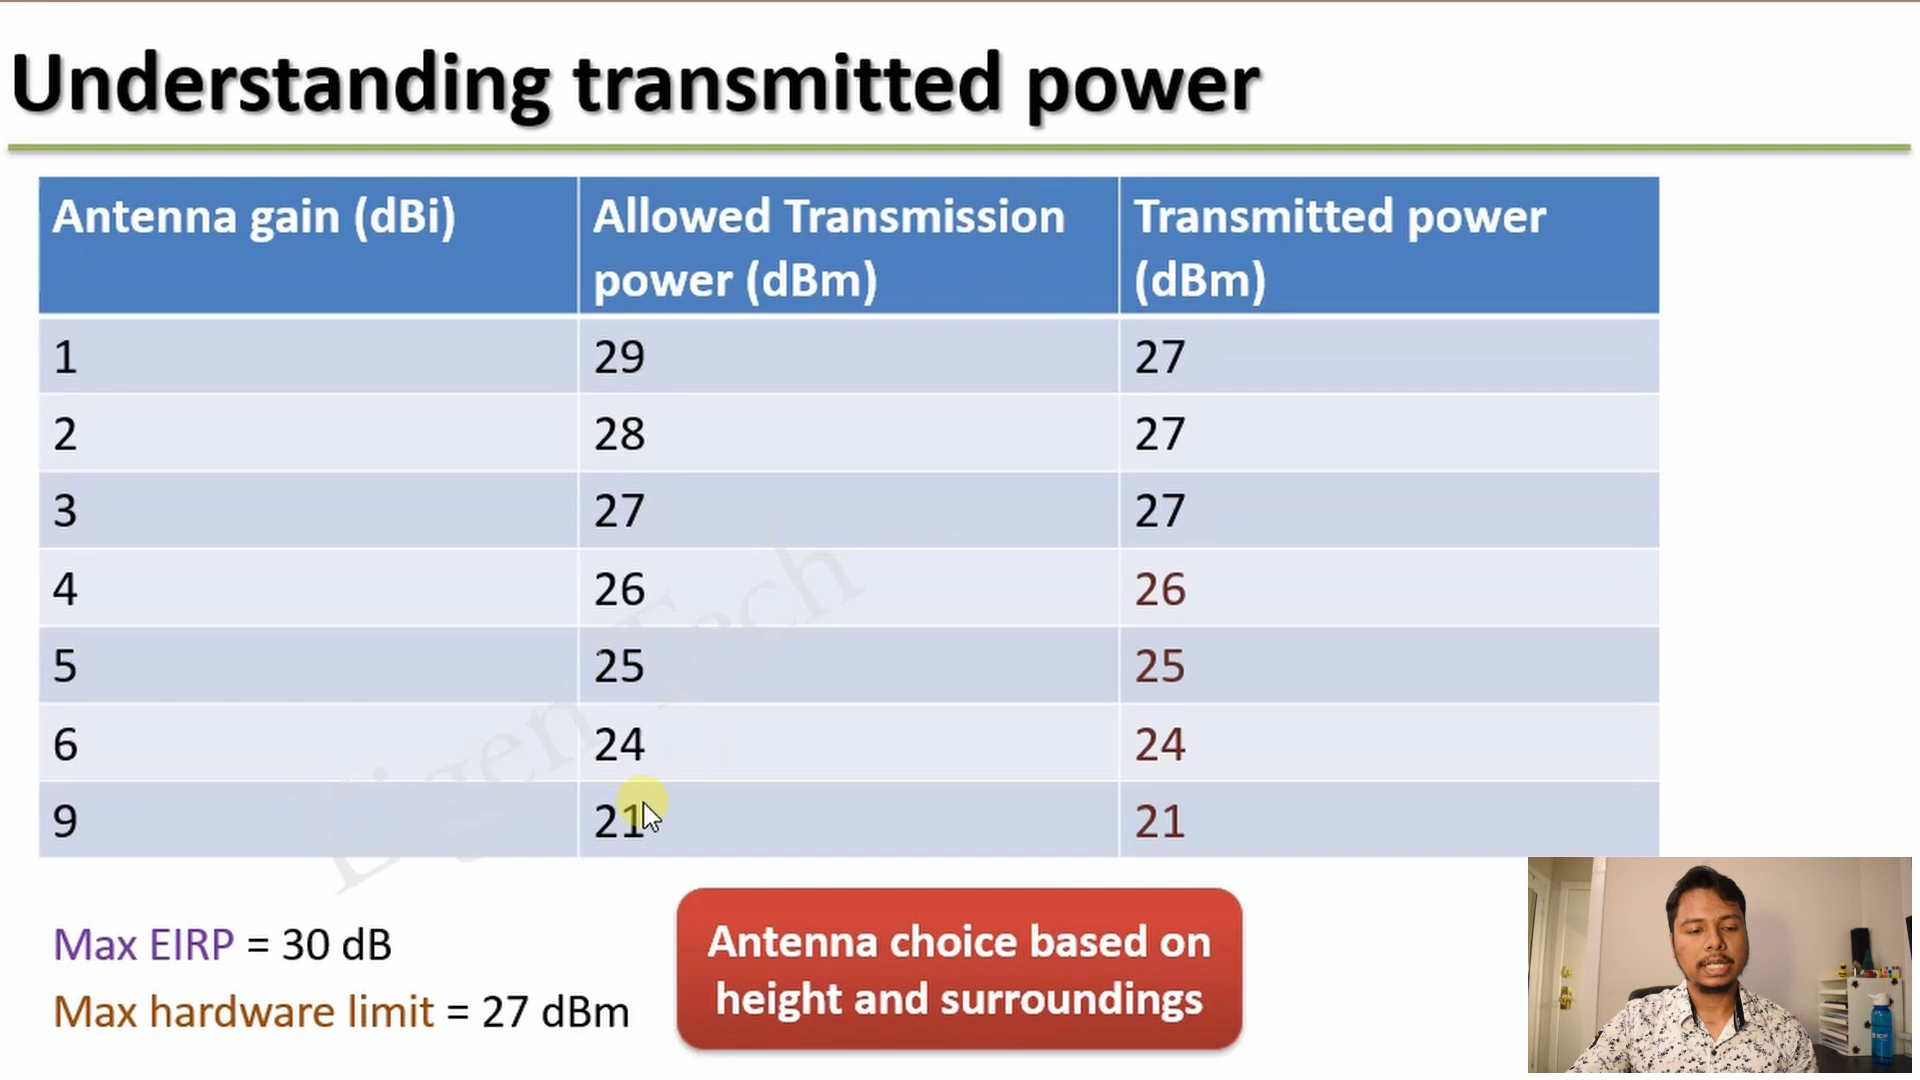 Understanding transmitted power
Antenna gain (dBi) Allowed Transmission power (dBm) Transmitted power (dBm)
1 29 27
2 28 27
3 27 27
4 26 26
5 25 25
6 24 24
9 21 21
Eigen Tech
Max EIRP = 30 dB
Max hardware limit = 27 dBm
Antenna choice based on
height and surroundings